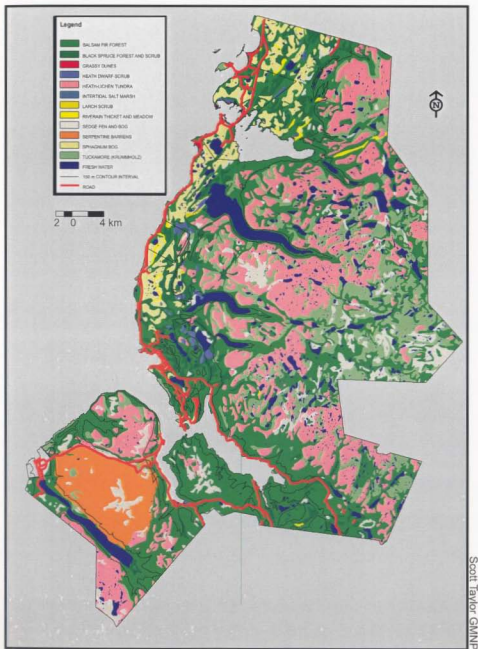 Legend
BALSAM FIR FOREST
BLACK SPRUCE FOREST AND SCRUB
GRASSY DUNES
HEATH DWARF SCRUB
HEATH-LICHEN TUNDRA
INTERTIDAL SALT MARSH
LARCH SCRUB
RIVERAIN THICKET AND MEADOW
SEDGE FEN AND BOG
SERPENTINE BARRENS
SPHAGNUM BOG
TUCKAMORE (KRUMMHOLZ)
FRESH WATER
100 m CONTOUR INTERVAL
ROAD
N
2 0 4 km
Scott Taylor GMNP